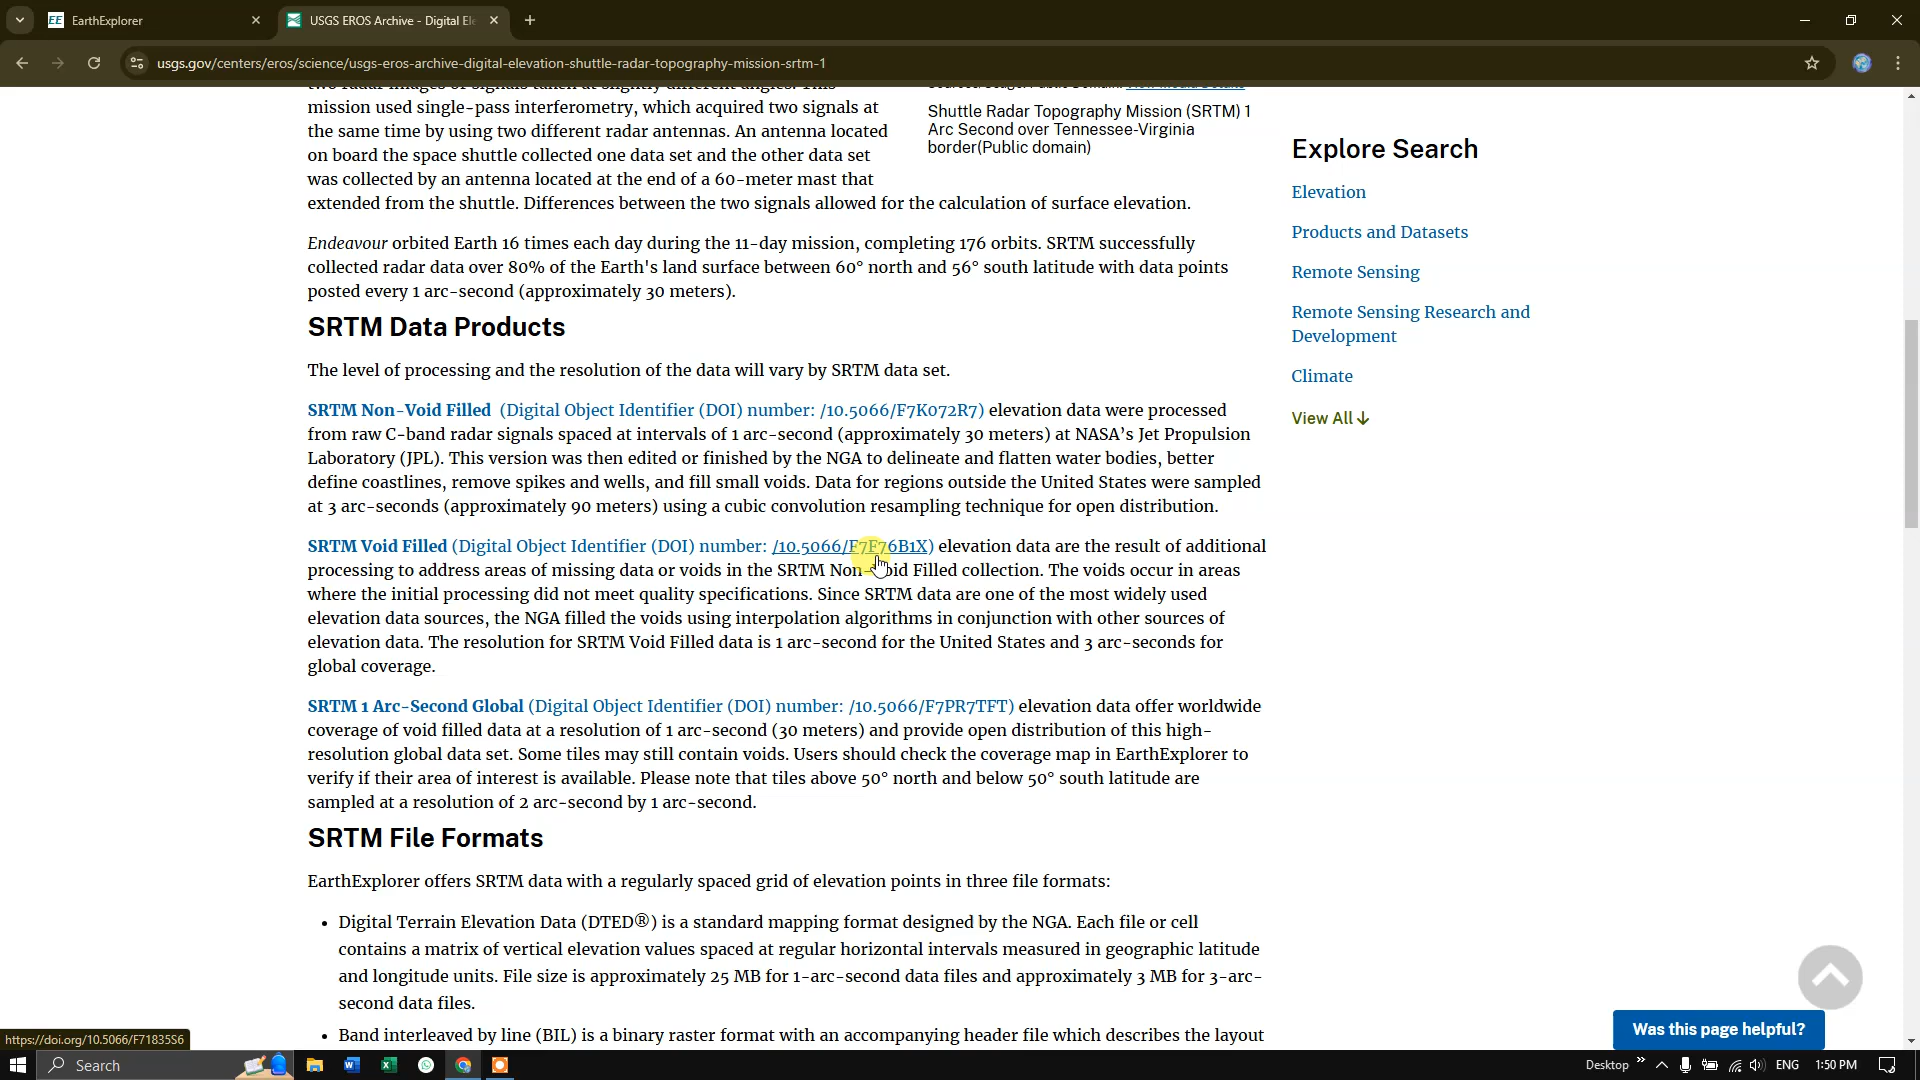 EarthExplorer
USGS EROS Archive - Digital El
usgs.gov/centers/eros/science/usgs-eros-archive-digital-elevation-shuttle-radar-topography-mission-srtm-1
two radar images of signals taken at slightly different angles. This
mission used single-pass interferometry, which acquired two signals at
the same time by using two different radar antennas. An antenna located
on board the space shuttle collected one data set and the other data set
was collected by an antenna located at the end of a 60-meter mast that
extended from the shuttle. Differences between the two signals allowed for the calculation of surface elevation.
Shuttle Radar Topography Mission (SRTM) 1
Arc Second over Tennessee-Virginia
border(Public domain)
Endeavour orbited Earth 16 times each day during the 11-day mission, completing 176 orbits. SRTM successfully
collected radar data over 80% of the Earth's land surface between 60° north and 56° south latitude with data points
posted every 1 arc-second (approximately 30 meters).
SRTM Data Products
The level of processing and the resolution of the data will vary by SRTM data set.
SRTM Non-Void Filled (Digital Object Identifier (DOI) number: /10.5066/F7K072R7) elevation data were processed
from raw C-band radar signals spaced at intervals of 1 arc-second (approximately 30 meters) at NASA’s Jet Propulsion
Laboratory (JPL). This version was then edited or finished by the NGA to delineate and flatten water bodies, better
define coastlines, remove spikes and wells, and fill small voids. Data for regions outside the United States were sampled
at 3 arc-seconds (approximately 90 meters) using a cubic convolution resampling technique for open distribution.
SRTM Void Filled (Digital Object Identifier (DOI) number: /10.5066/F7F76B1X) elevation data are the result of additional
processing to address areas of missing data or voids in the SRTM Non-Void Filled collection. The voids occur in areas
where the initial processing did not meet quality specifications. Since SRTM data are one of the most widely used
elevation data sources, the NGA filled the voids using interpolation algorithms in conjunction with other sources of
elevation data. The resolution for SRTM Void Filled data is 1 arc-second for the United States and 3 arc-seconds for
global coverage.
SRTM 1 Arc-Second Global (Digital Object Identifier (DOI) number: /10.5066/F7PR7TFT) elevation data offer worldwide
coverage of void filled data at a resolution of 1 arc-second (30 meters) and provide open distribution of this high-
resolution global data set. Some tiles may still contain voids. Users should check the coverage map in EarthExplorer to
verify if their area of interest is available. Please note that tiles above 50° north and below 50° south latitude are
sampled at a resolution of 2 arc-second by 1 arc-second.
SRTM File Formats
EarthExplorer offers SRTM data with a regularly spaced grid of elevation points in three file formats:
• Digital Terrain Elevation Data (DTED®) is a standard mapping format designed by the NGA. Each file or cell
contains a matrix of vertical elevation values spaced at regular horizontal intervals measured in geographic latitude
and longitude units. File size is approximately 25 MB for 1-arc-second data files and approximately 3 MB for 3-arc-
second data files.
• Band interleaved by line (BIL) is a binary raster format with an accompanying header file which describes the layout
Explore Search
Elevation
Products and Datasets
Remote Sensing
Remote Sensing Research and
Development
Climate
View All
Was this page helpful?
https://doi.org/10.5066/F71835S6
Search
Desktop
ENG
1:50 PM